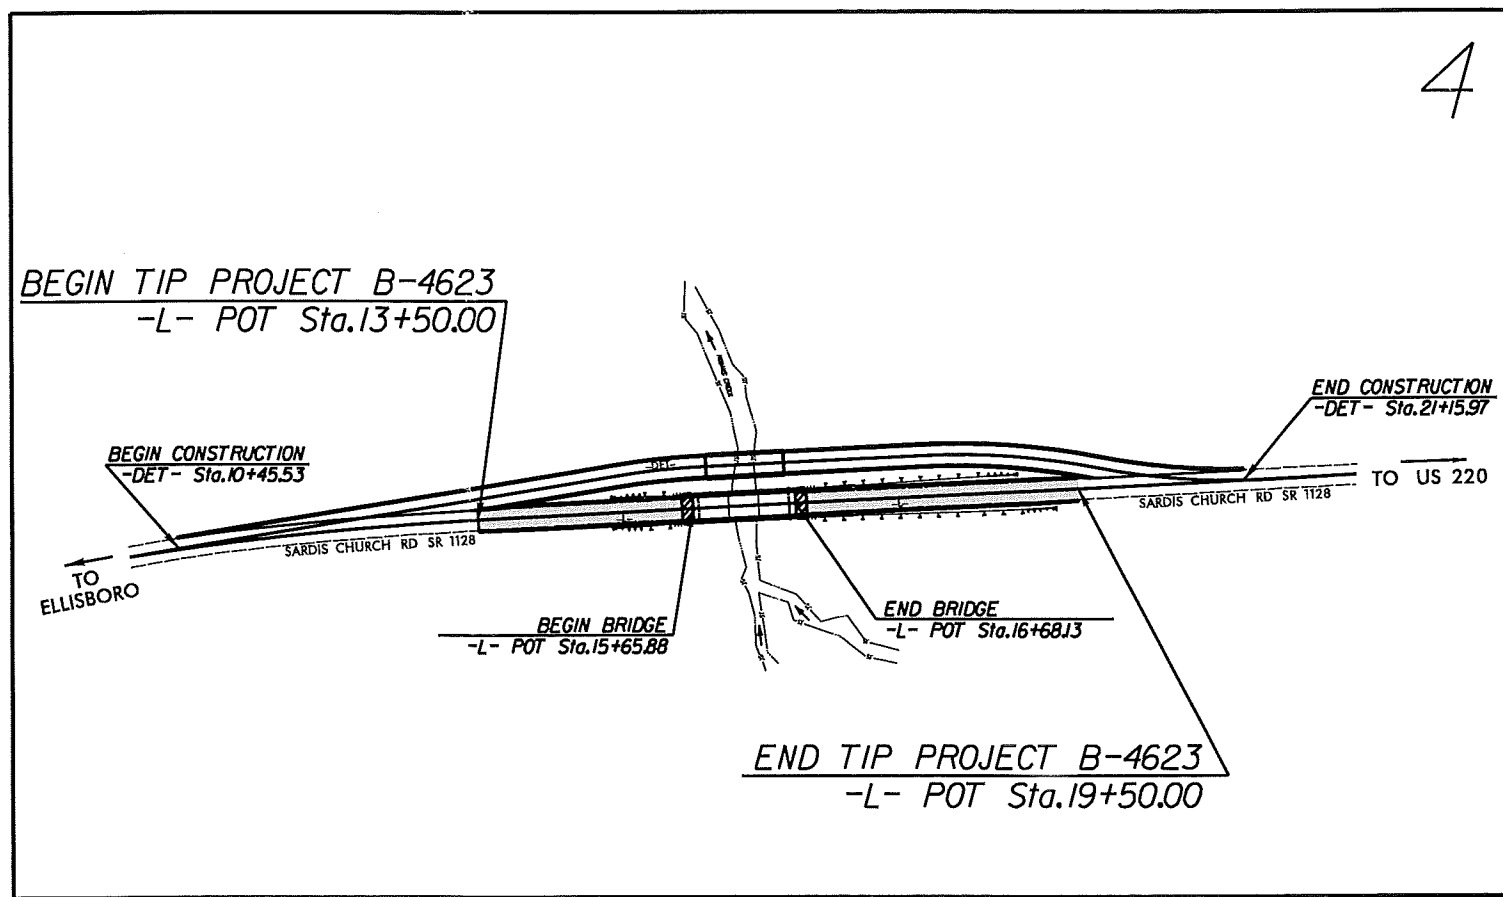 4
BEGIN TIP PROJECT B-4623
-L- POT Sta.13+50.00
END CONSTRUCTION
-DET- Sta.21+15.97
BEGIN CONSTRUCTION
-DET- Sta.10+45.53
-DET-
TO US 220
SARDIS CHURCH RD SR 1128
-L-
SARDIS CHURCH RD SR 1128
TO
ELLISBORO
BEGIN BRIDGE
-L- POT Sta.15+65.88
END BRIDGE
-L- POT Sta.16+68.13
END TIP PROJECT B-4623
-L- POT Sta.19+50.00